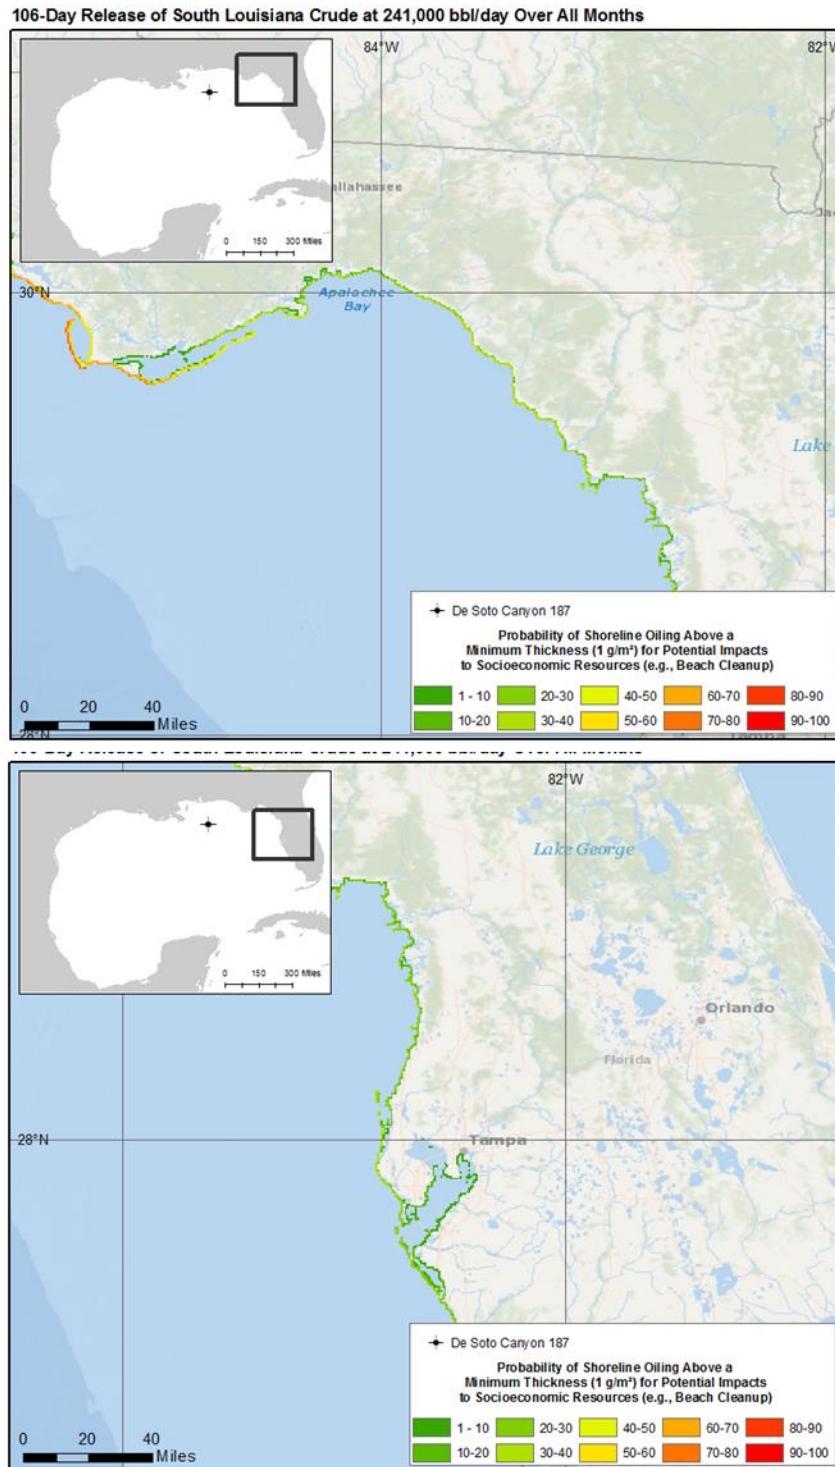 106-Day Release of South Louisiana Crude at 241,000 bbl/day Over All Months
84°W
82°W
0 150 300 Miles
allahassee
30°N
Apalachee
Bay
Lake
De Soto Canyon 187
Probability of Shoreline Oiling Above a
Minimum Thickness (1 g/m²) for Potential Impacts
to Socioeconomic Resources (e.g., Beach Cleanup)
1 - 10 20-30 40-50 60-70 80-90
10-20 30-40 50-60 70-80 90-100
0 20 40
Miles
28°N
82°W
Lake George
0 150 300 Miles
Orlando
Florida
28°N
Tampa
De Soto Canyon 187
Probability of Shoreline Oiling Above a
Minimum Thickness (1 g/m²) for Potential Impacts
to Socioeconomic Resources (e.g., Beach Cleanup)
1 - 10 20-30 40-50 60-70 80-90
10-20 30-40 50-60 70-80 90-100
0 20 40
Miles